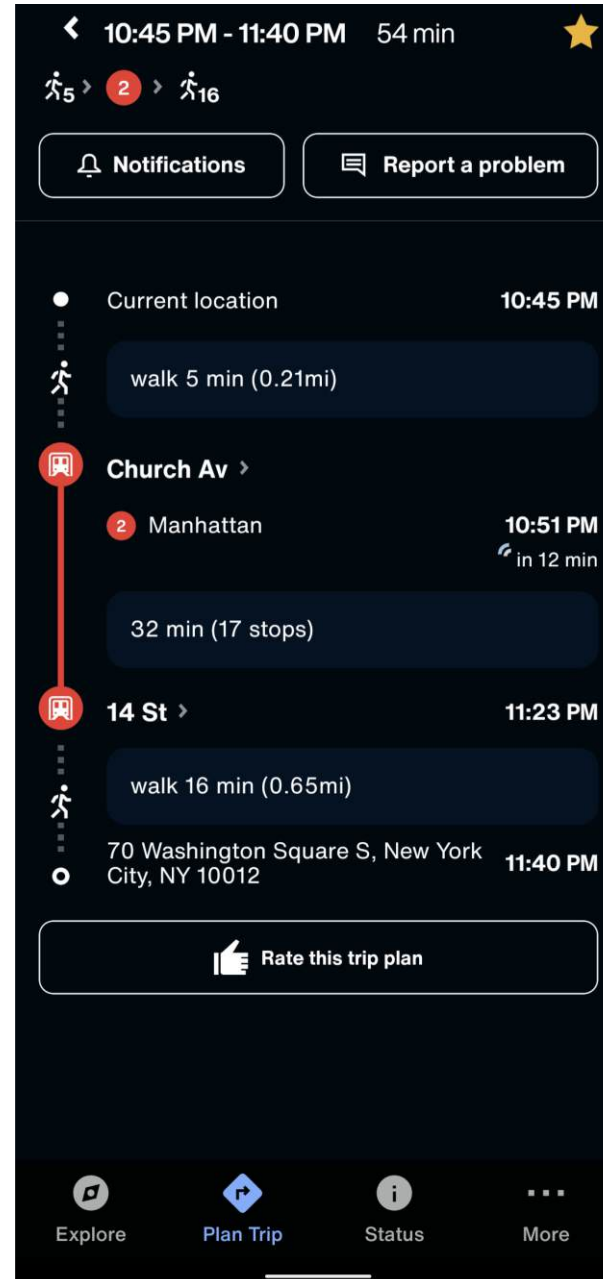 10:45 PM - 11:40 PM 54 min
5 2 16
Notifications Report a problem
Current location 10:45 PM
walk 5 min (0.21mi)
Church Av
2 Manhattan 10:51 PM
in 12 min
32 min (17 stops)
14 St 11:23 PM
walk 16 min (0.65mi)
70 Washington Square S, New York
City, NY 10012 11:40 PM
Rate this trip plan
Explore Plan Trip Status More